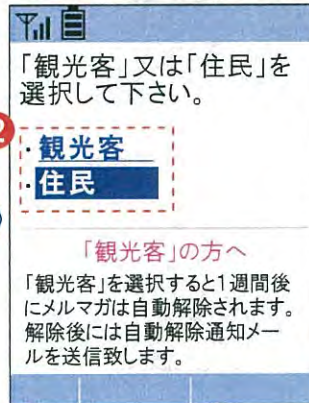 「観光客」又は「住民」を
選択して下さい。
・観光客
・住民
「観光客」の方へ
「観光客」を選択すると1週間後
にメルマガは自動解除されます。
解除後には自動解除通知メー
ルを送信致します。